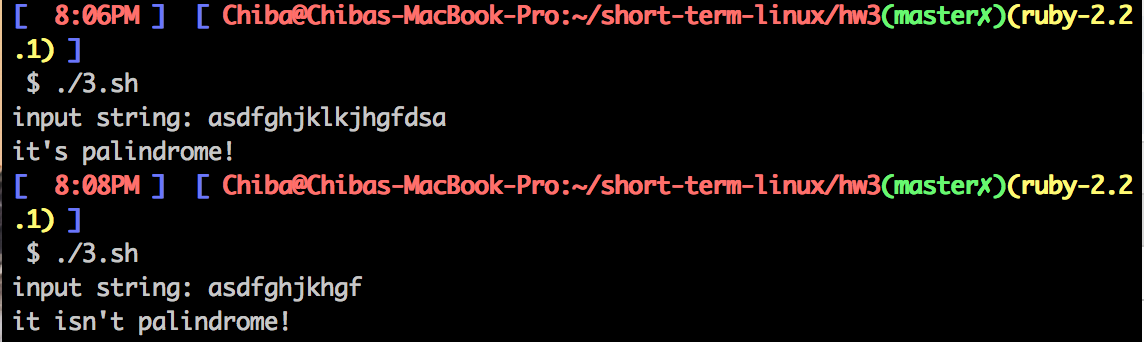 [  8:06PM ]  [ Chiba@Chibas-MacBook-Pro:~/short-term-linux/hw3(master✗)(ruby-2.2
.1) ]
 $ ./3.sh
input string: asdfghjklkjhgfdsa
it's palindrome!
[  8:08PM ]  [ Chiba@Chibas-MacBook-Pro:~/short-term-linux/hw3(master✗)(ruby-2.2
.1) ]
 $ ./3.sh
input string: asdfghjkhgf
it isn't palindrome!